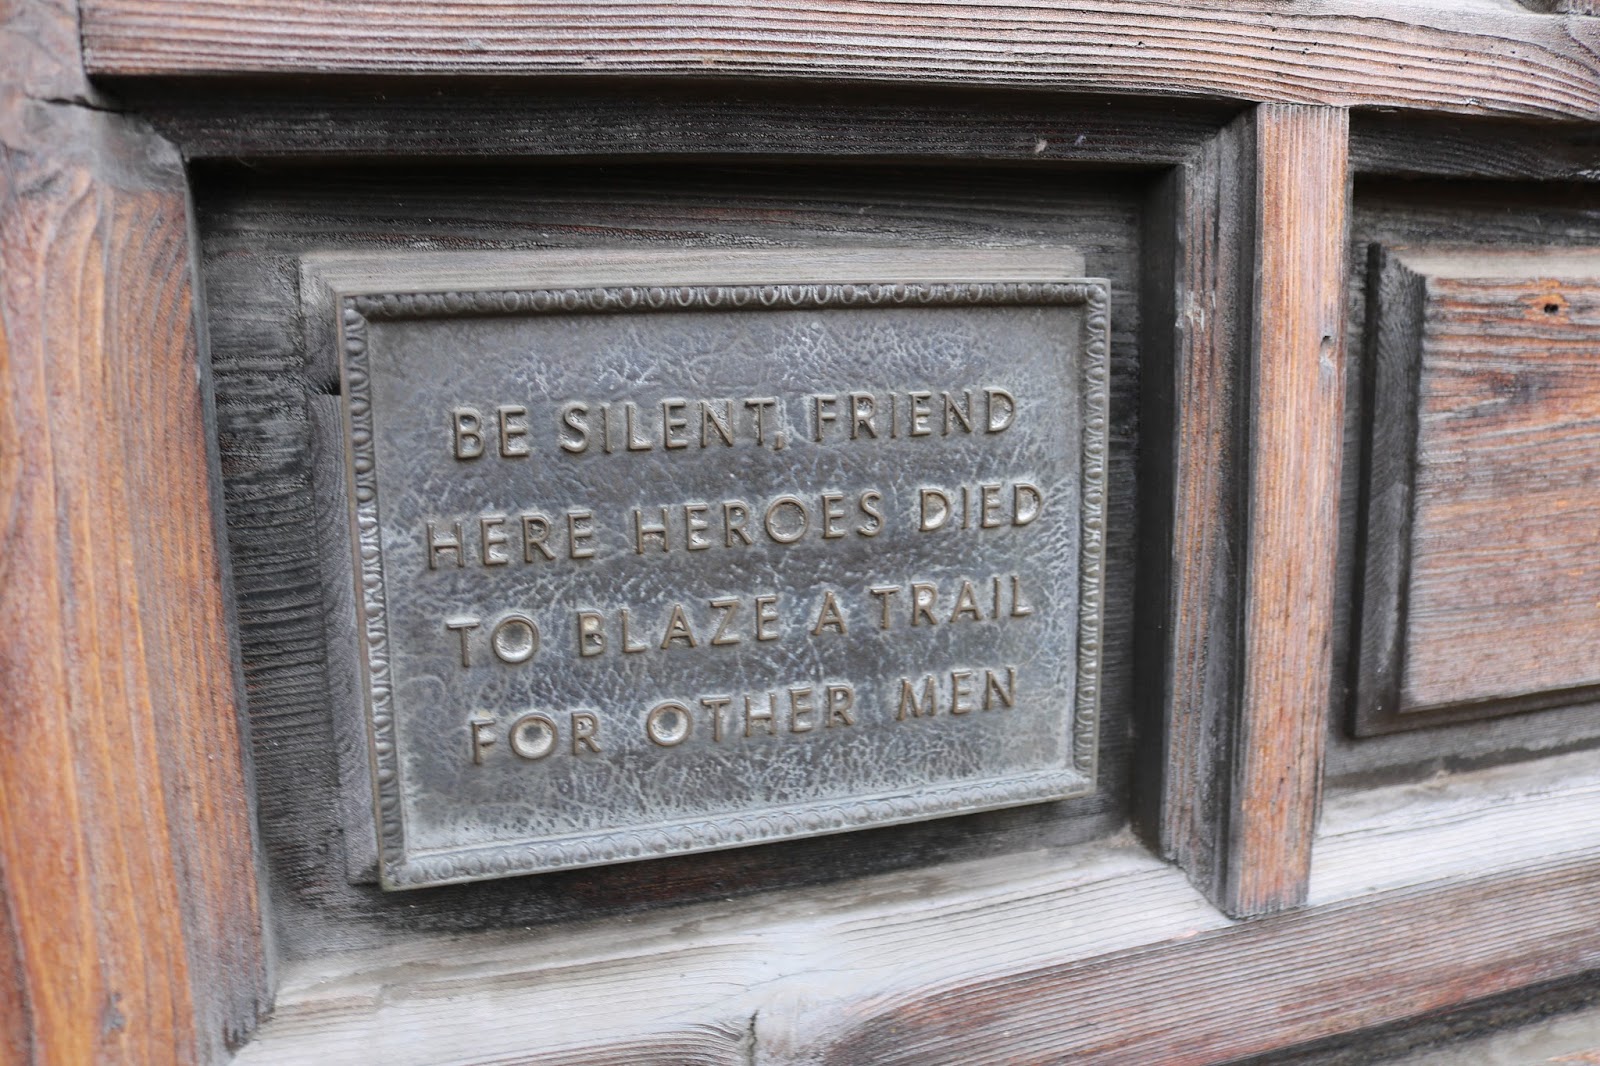 BE SILENT, FRIEND
HERE HEROES DIED
TO BLAZE A TRAIL
FOR OTHER MEN